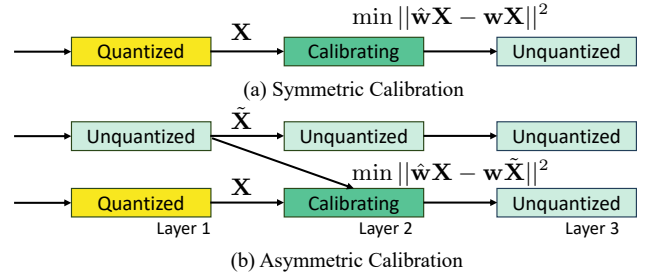 X
min ||ŵX − wX||²
Quantized
Calibrating
Unquantized
(a) Symmetric Calibration
X̃
Unquantized
Unquantized
Unquantized
X
min ||ŵX − wX̃||²
Quantized
Calibrating
Unquantized
Layer 1
Layer 2
Layer 3
(b) Asymmetric Calibration